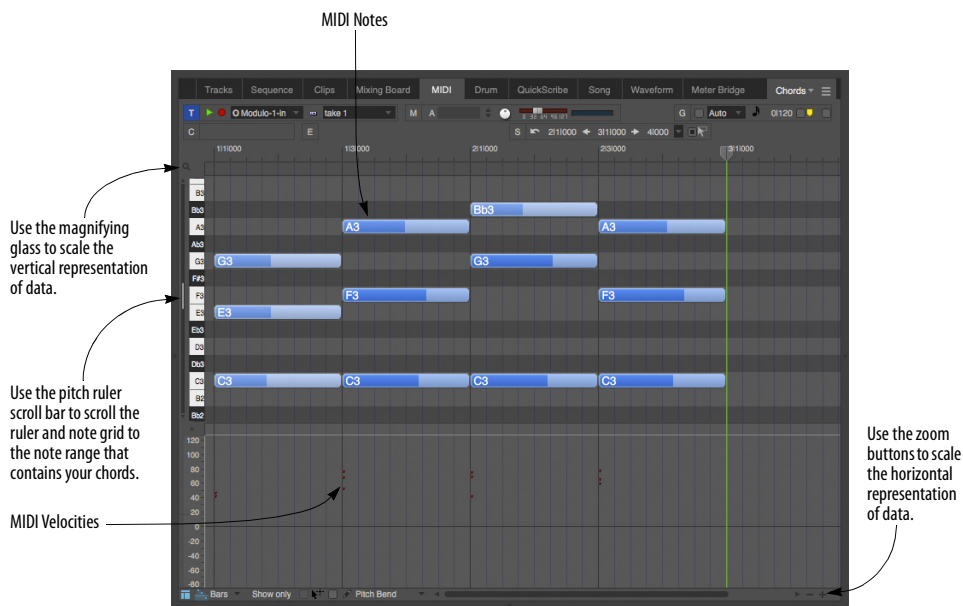 MIDI Notes
Tracks Sequence Clips Mixing Board MIDI Drum QuickScribe Song Waveform Meter Bridge Chords
T Modulo-1-in take 1 M A G Auto 0|120
C E S 2|1|000 3|1|000 4|000
1|1|000 1|3|000 2|1|000 2|3|000 3|1|000
Use the magnifying
glass to scale the
vertical representation
of data.
Use the pitch ruler
scroll bar to scroll the
ruler and note grid to
the note range that
contains your chords.
MIDI Velocities
B3
Bb3 Bb3
A3 A3 A3
Ab3
G3 G3 G3
F#3
F3 F3 F3
E3 E3
Eb3
D3
Db3
C3 C3 C3 C3 C3
B2
Bb2
120
100
80
60
40
20
0
-20
-40
-60
-80
Use the zoom
buttons to scale
the horizontal
representation
of data.
Bars Show only Pitch Bend